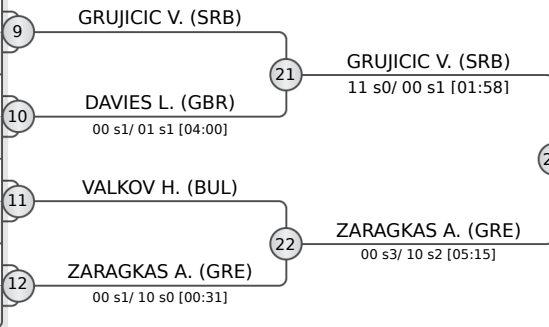 9
GRUJICIC V. (SRB)
21
GRUJICIC V. (SRB)
11 s0/ 00 s1 [01:58]
10
DAVIES L. (GBR)
00 s1/ 01 s1 [04:00]
11
VALKOV H. (BUL)
22
ZARAGKAS A. (GRE)
00 s3/ 10 s2 [05:15]
12
ZARAGKAS A. (GRE)
00 s1/ 10 s0 [00:31]